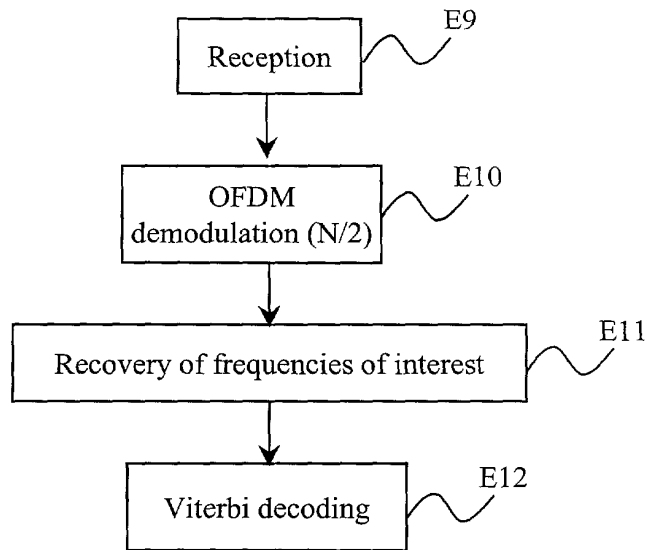 E9
Reception
E10
OFDM
demodulation (N/2)
E11
Recovery of frequencies of interest
E12
Viterbi decoding